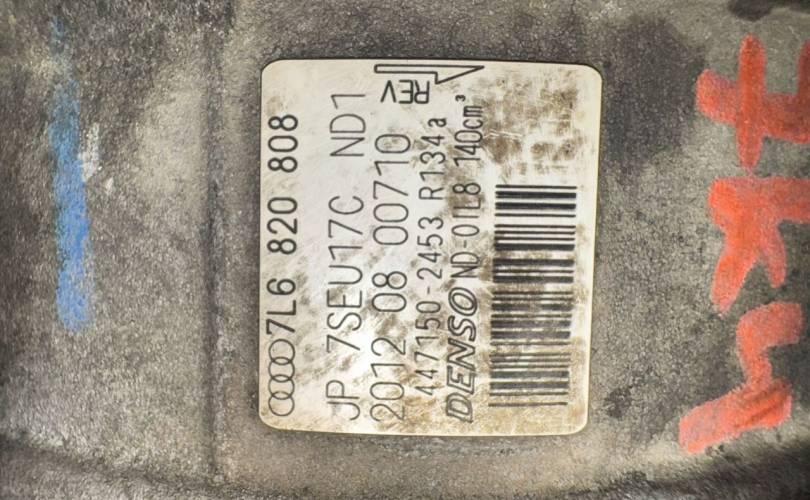 7L6 820 808
JP 7SEU17C ND1
2012 08 00710 REV
447150-2453 R134a
DENSO ND-OIL8 140cm³